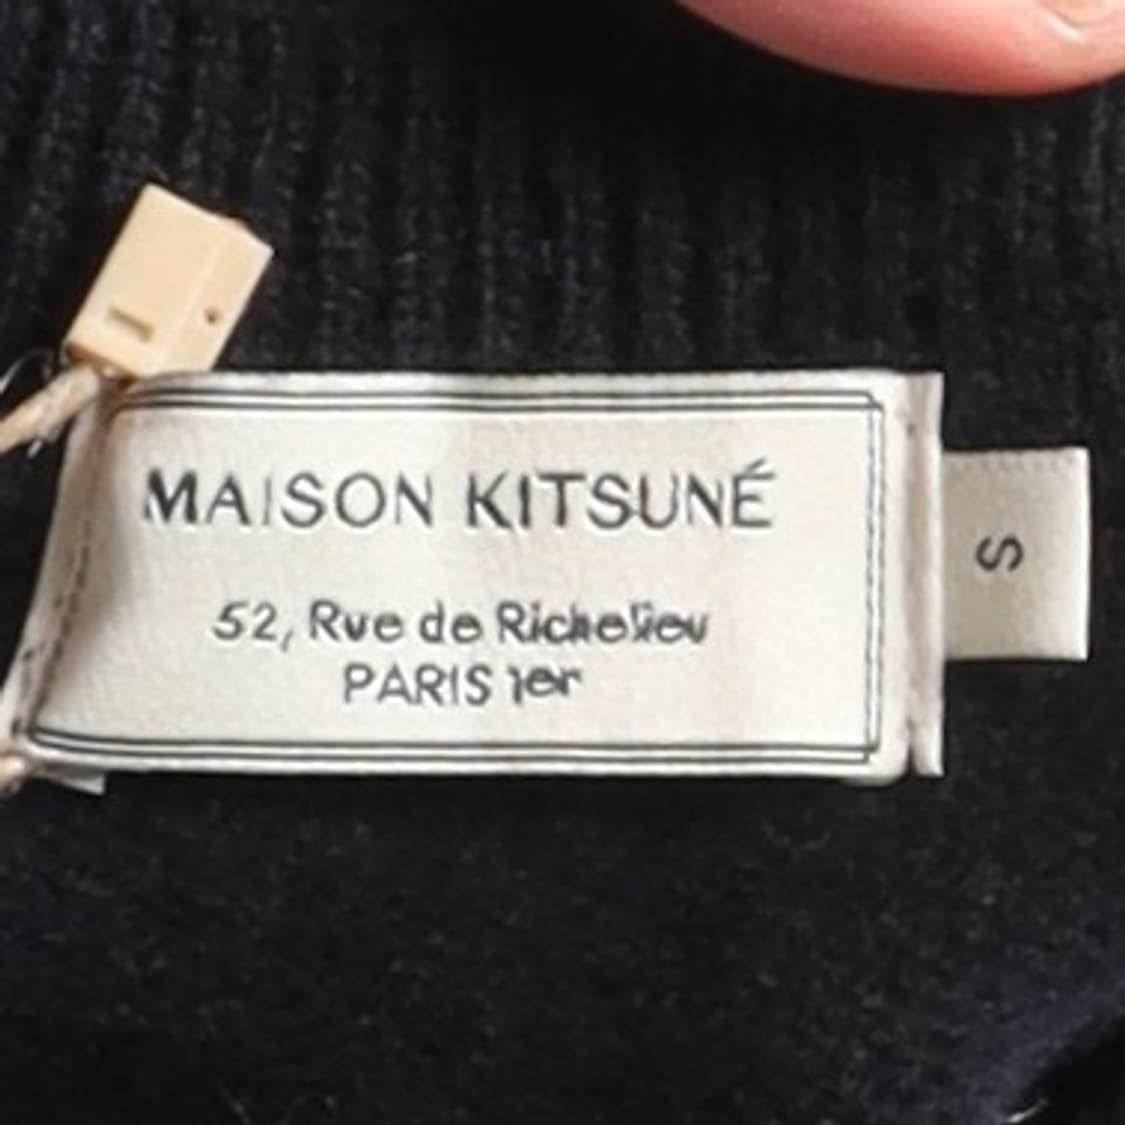 MAISON KITSUNÉ
52, Rue de Richelieu
PARIS 1er
S